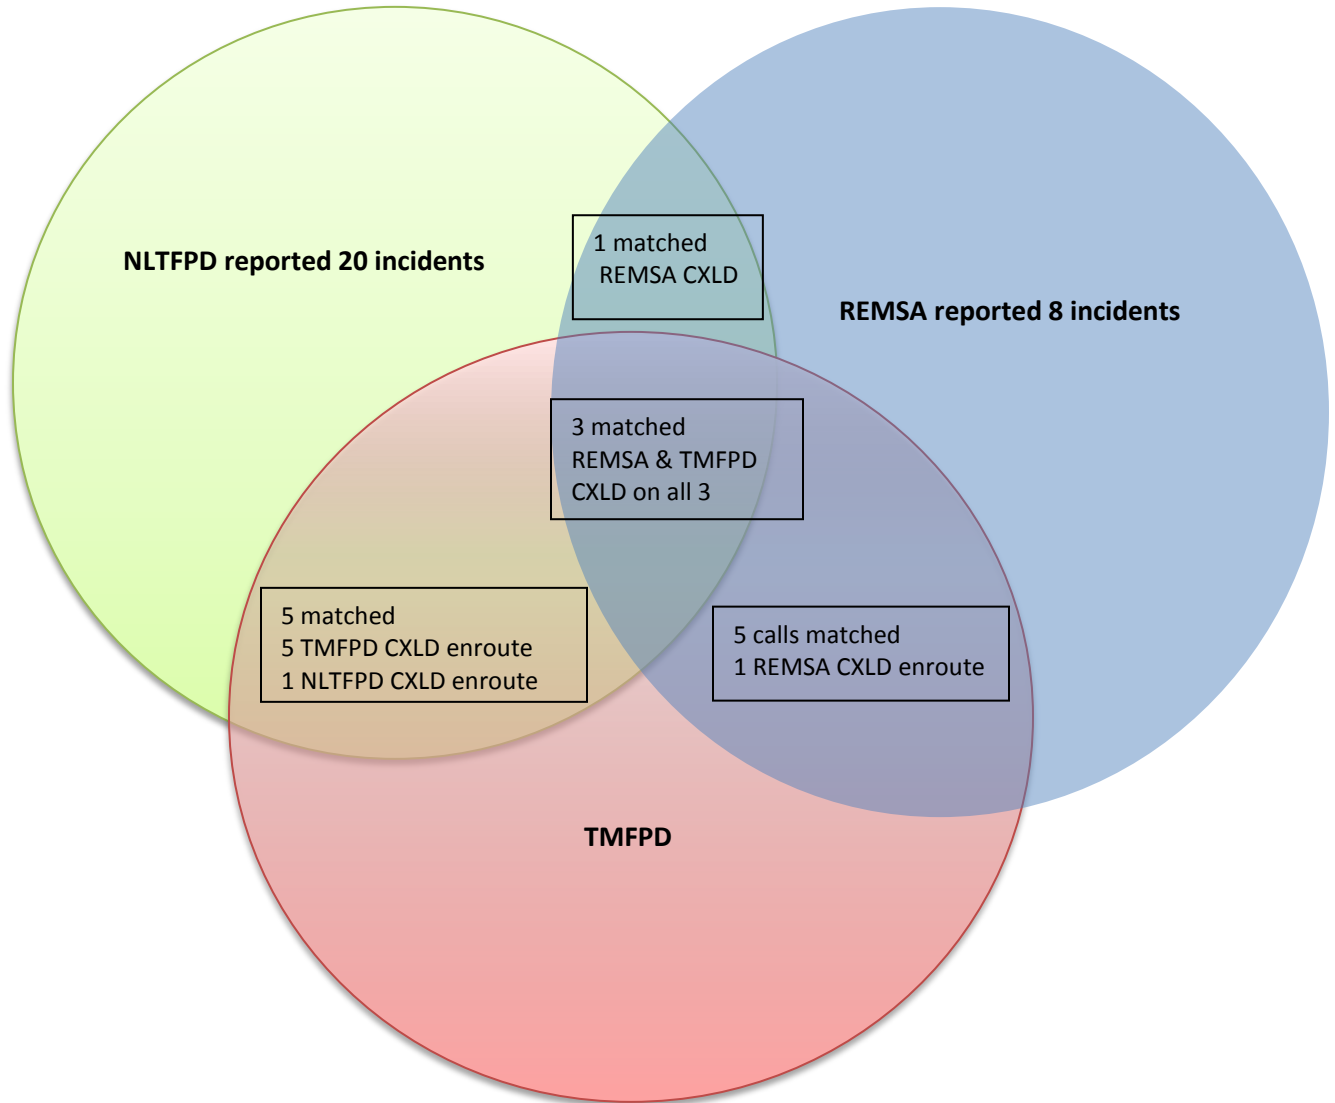 NLTFPD reported 20 incidents
1 matched
REMSA CXLD
REMSA reported 8 incidents
3 matched
REMSA & TMFPD
CXLD on all 3
5 matched
5 TMFPD CXLD enroute
1 NLTFPD CXLD enroute
5 calls matched
1 REMSA CXLD enroute
TMFPD